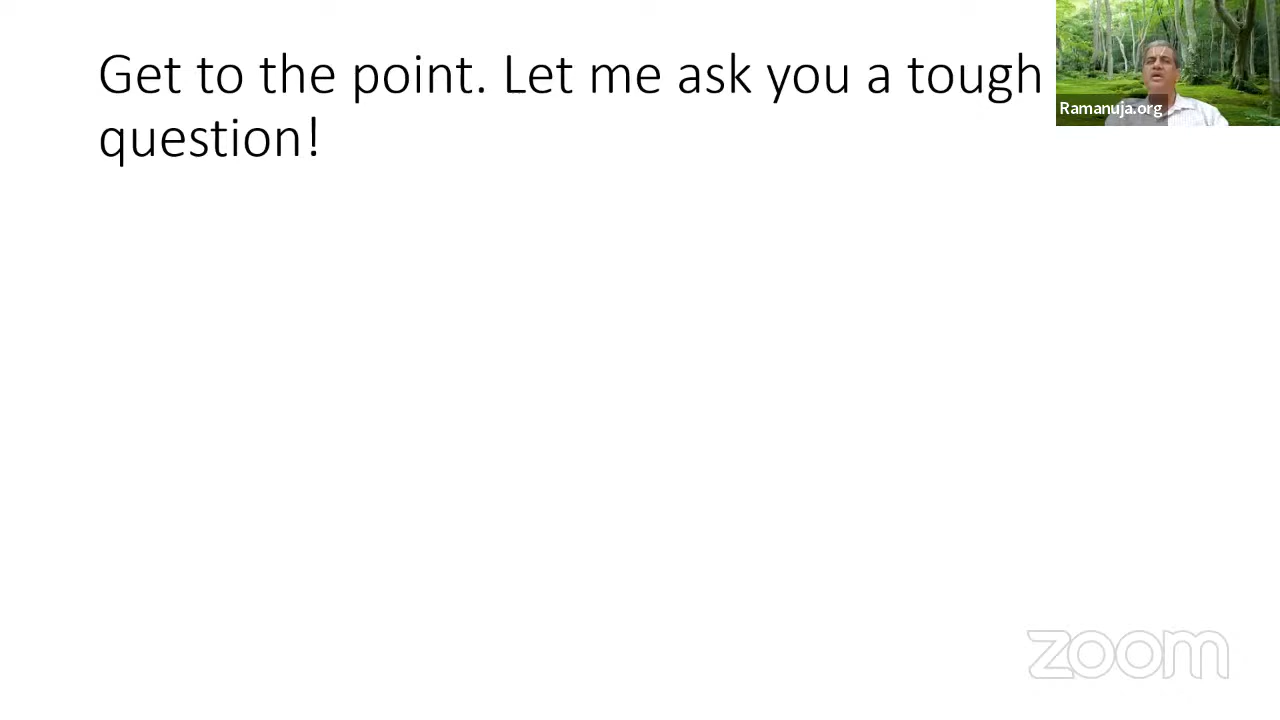 Get to the point. Let me ask you a tough
question!
Ramanuja.org
zoom